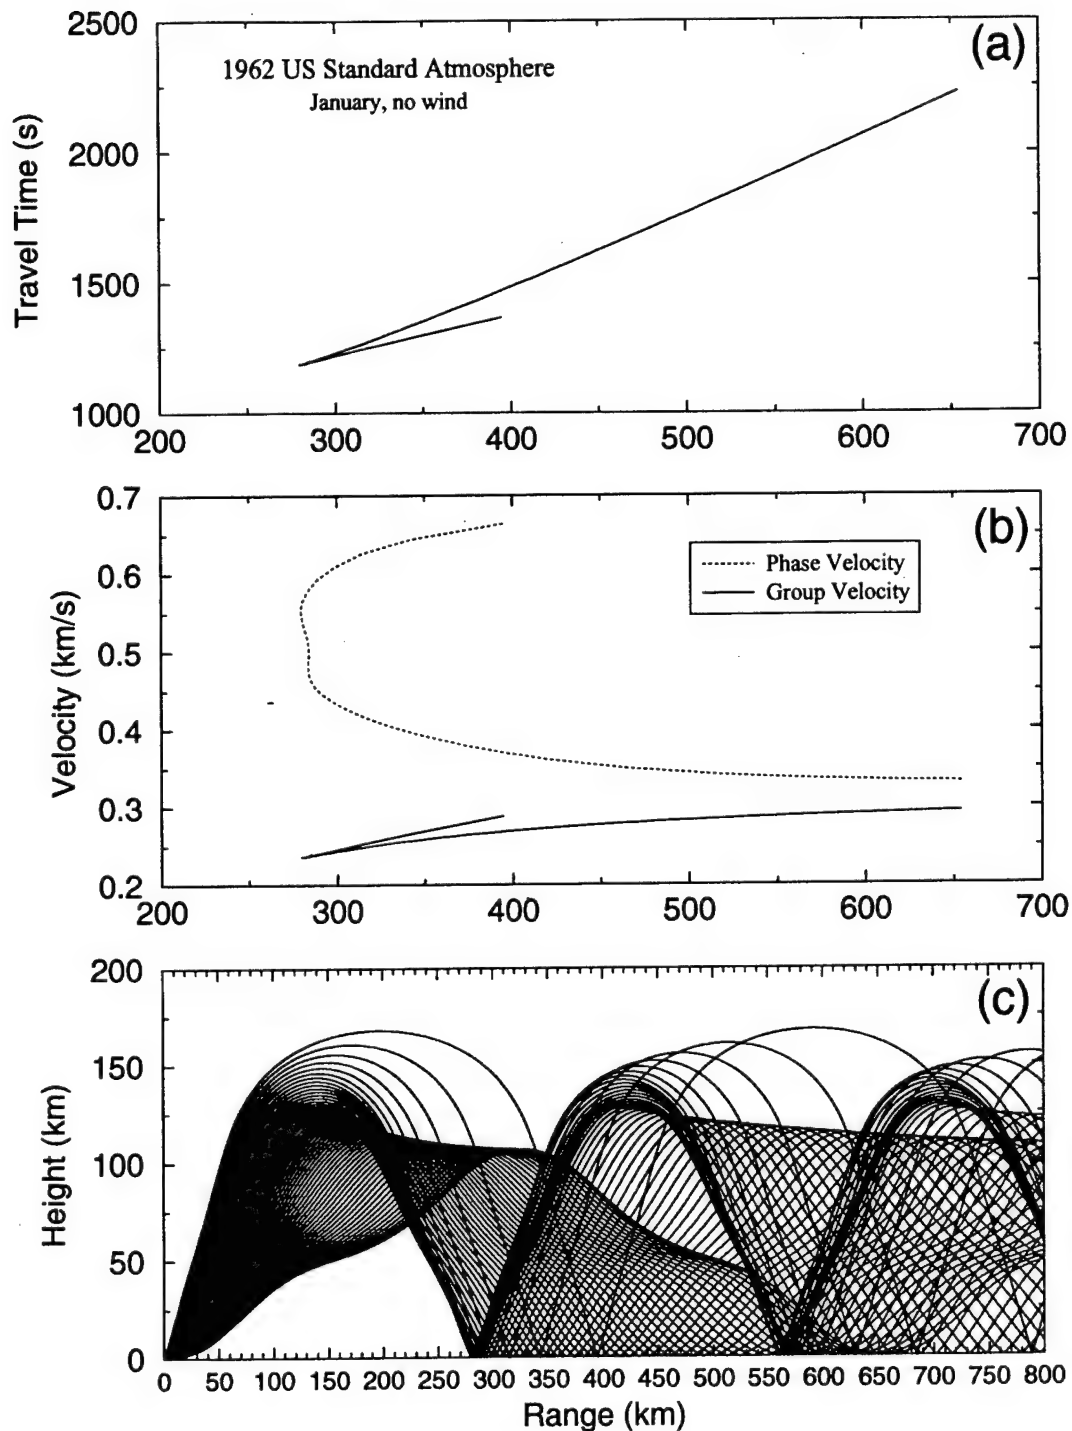 2500
(a)
1962 US Standard Atmosphere
January, no wind
Travel Time (s)
2000
1500
1000
200 300 400 500 600 700
0.7
(b)
Phase Velocity
Group Velocity
0.6
Velocity (km/s)
0.5
0.4
0.3
0.2
200 300 400 500 600 700
200
(c)
150
Height (km)
100
50
0
0 50 100 150 200 250 300 350 400 450 500 550 600 650 700 750 800
Range (km)